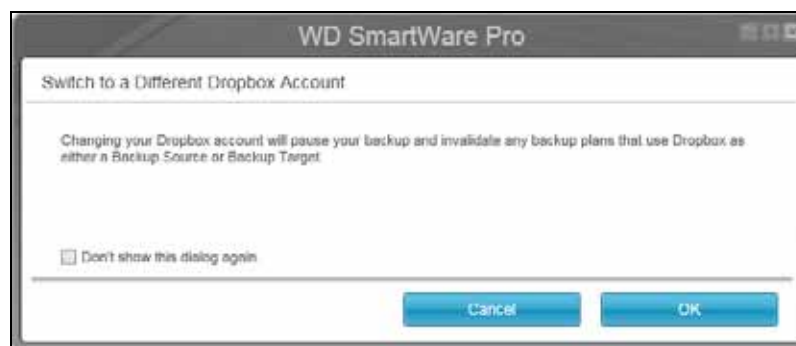 WD SmartWare Pro
Switch to a Different Dropbox Account
Changing your Dropbox account will pause your backup and invalidate any backup plans that use Dropbox as
either a Backup Source or Backup Target
Don't show this dialog again
Cancel
OK